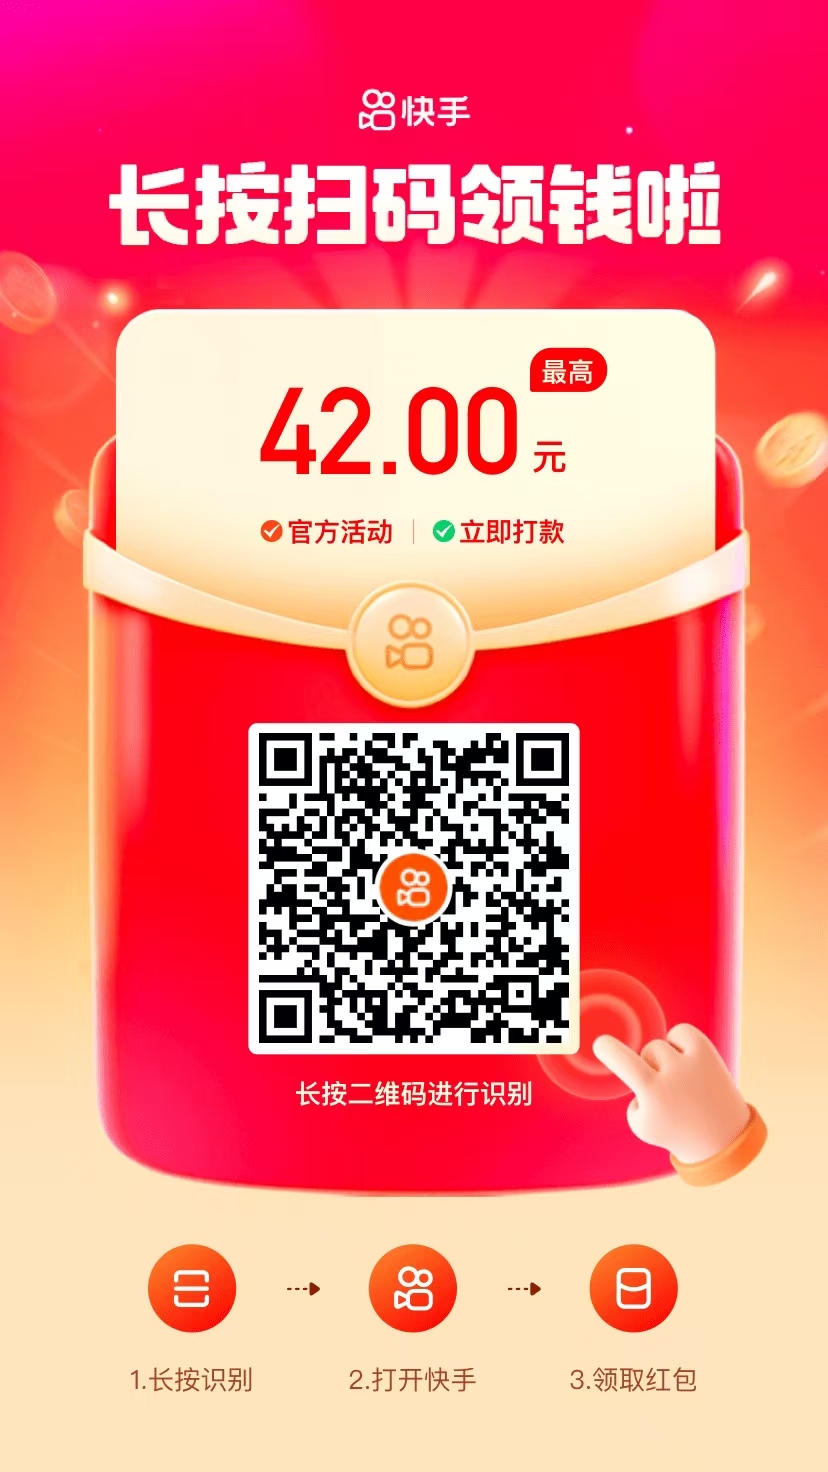 快手
长按扫码领钱啦
最高
42.00元
官方活动 立即打款
长按二维码进行识别
1.长按识别 2.打开快手 3.领取红包